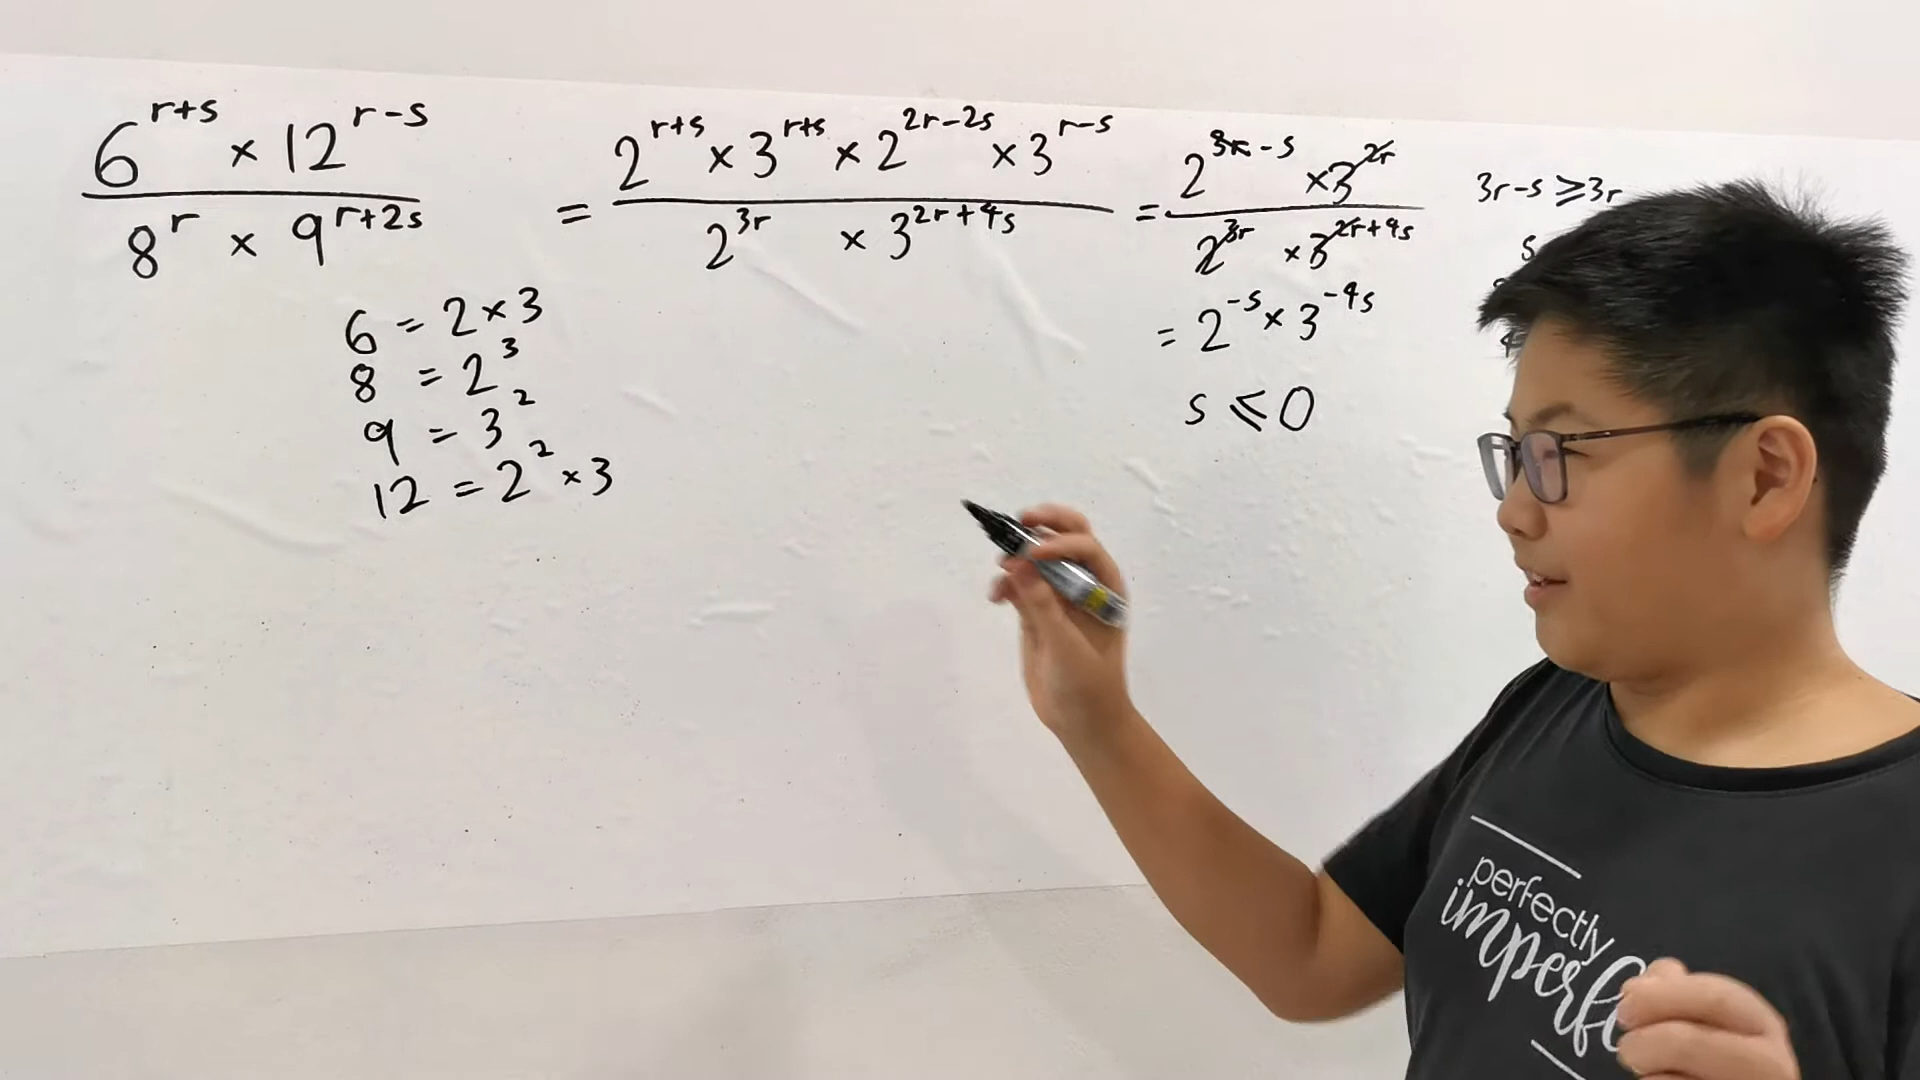 6^(r+s) × 12^(r-s) / 8^r × 9^(r+2s) = 2^(r+s) × 3^(r+s) × 2^(2r-2s) × 3^(r-s) / 2^(3r) × 3^(2r+4s) = 2^(3r-s) × 3^(2r) / 2^(3r) × 3^(2r+4s)
3r-s ≥ 3r
s
6 = 2 × 3
8 = 2^3
9 = 3^2
12 = 2^2 × 3
= 2^(-s) × 3^(-4s)
s ≤ 0
perfectly